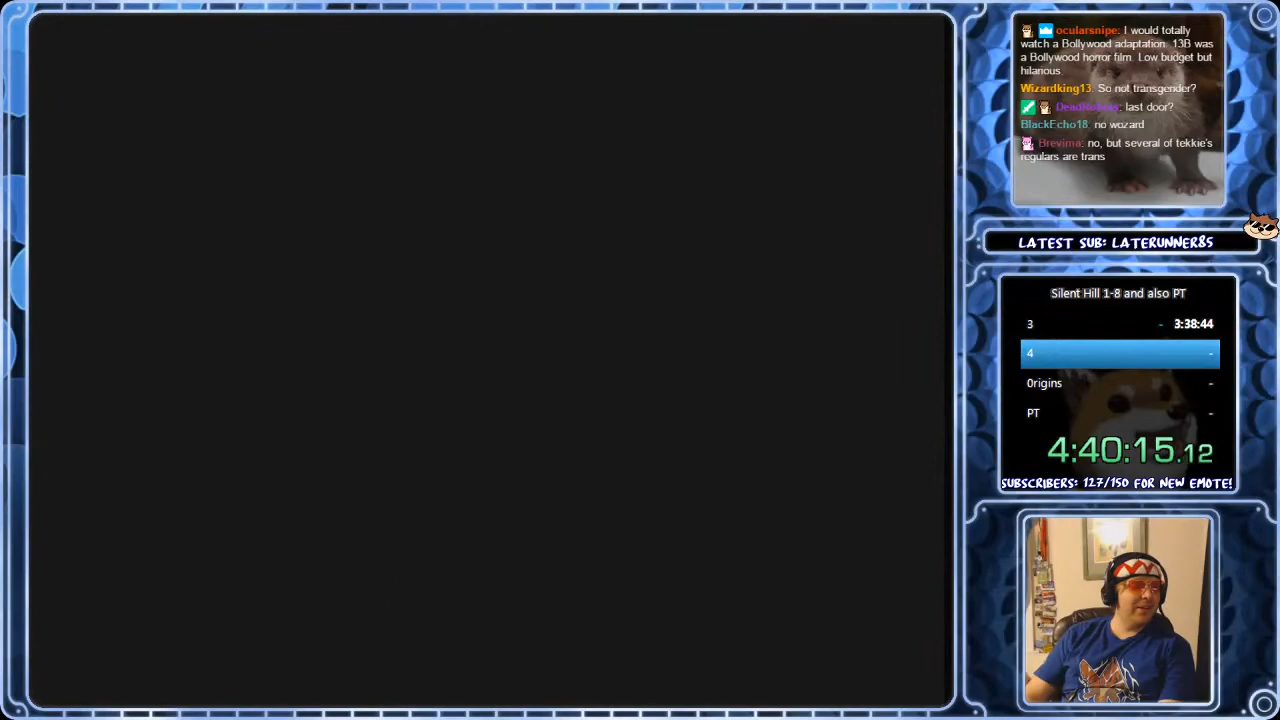 ocularsnipe: I would totally
watch a Bollywood adaptation. 13B was
a Bollywood horror film. Low budget but
hilarious
Wizardking13: So not transgender?
last door?
BlackEcho18: no wozard
Brevima: no, but several of tekkie's
regulars are trans
LATEST SUB: LATERUNNER85
Silent Hill 1-8 and also PT
3 - 3:38:44
4 -
0rigins -
PT -
4:40:15.12
SUBSCRIBERS: 127/150 FOR NEW EMOTE!